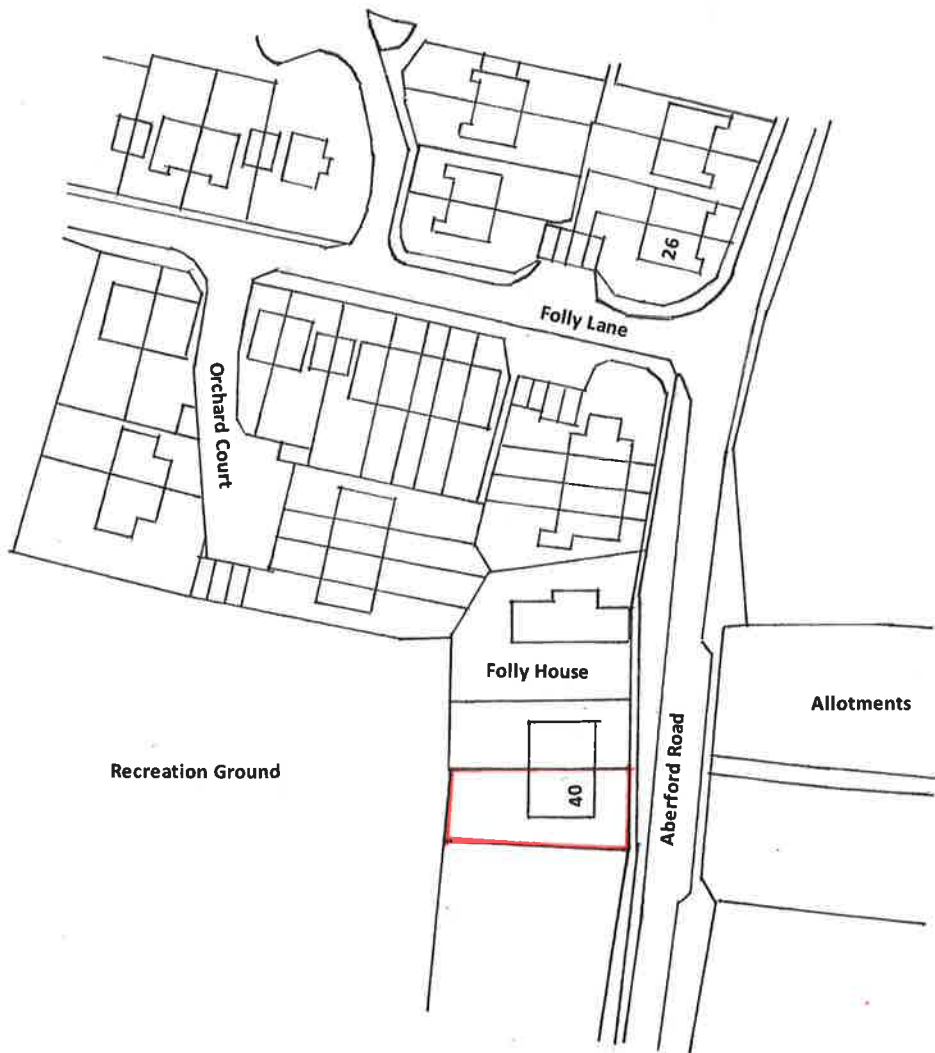 26
Folly Lane
Orchard Court
Folly House
Allotments
Recreation Ground
40
Aberford Road